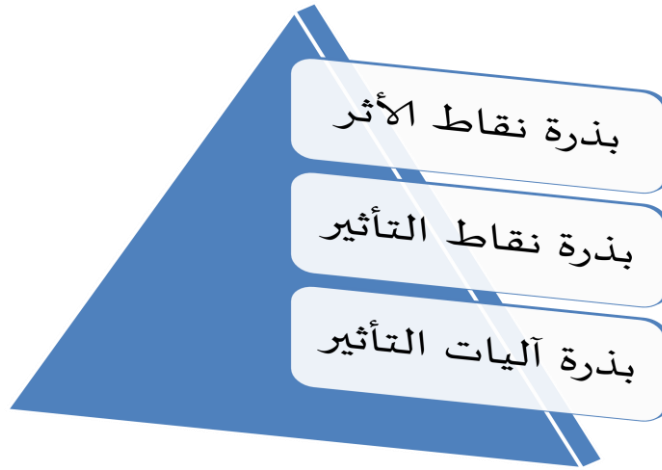 بذرة نقاط الأثر
بذرة نقاط التأثير
بذرة آليات التأثير